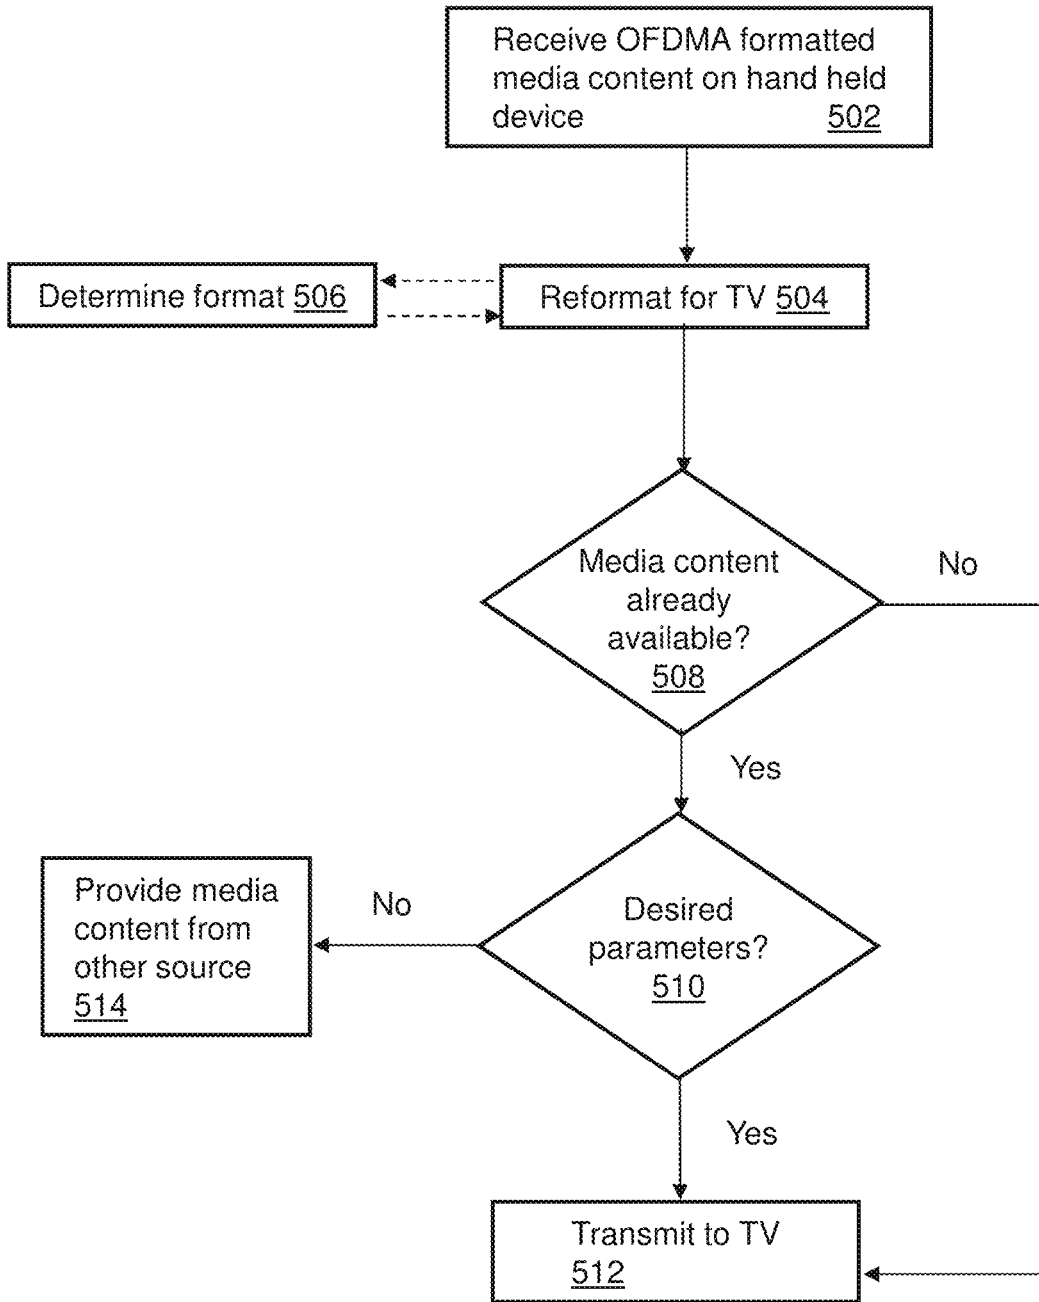 Receive OFDMA formatted
media content on hand held
device 502
Determine format 506
Reformat for TV 504
Media content
already
available?
508
No
Yes
Provide media
content from
other source
514
No
Desired
parameters?
510
Yes
Transmit to TV
512